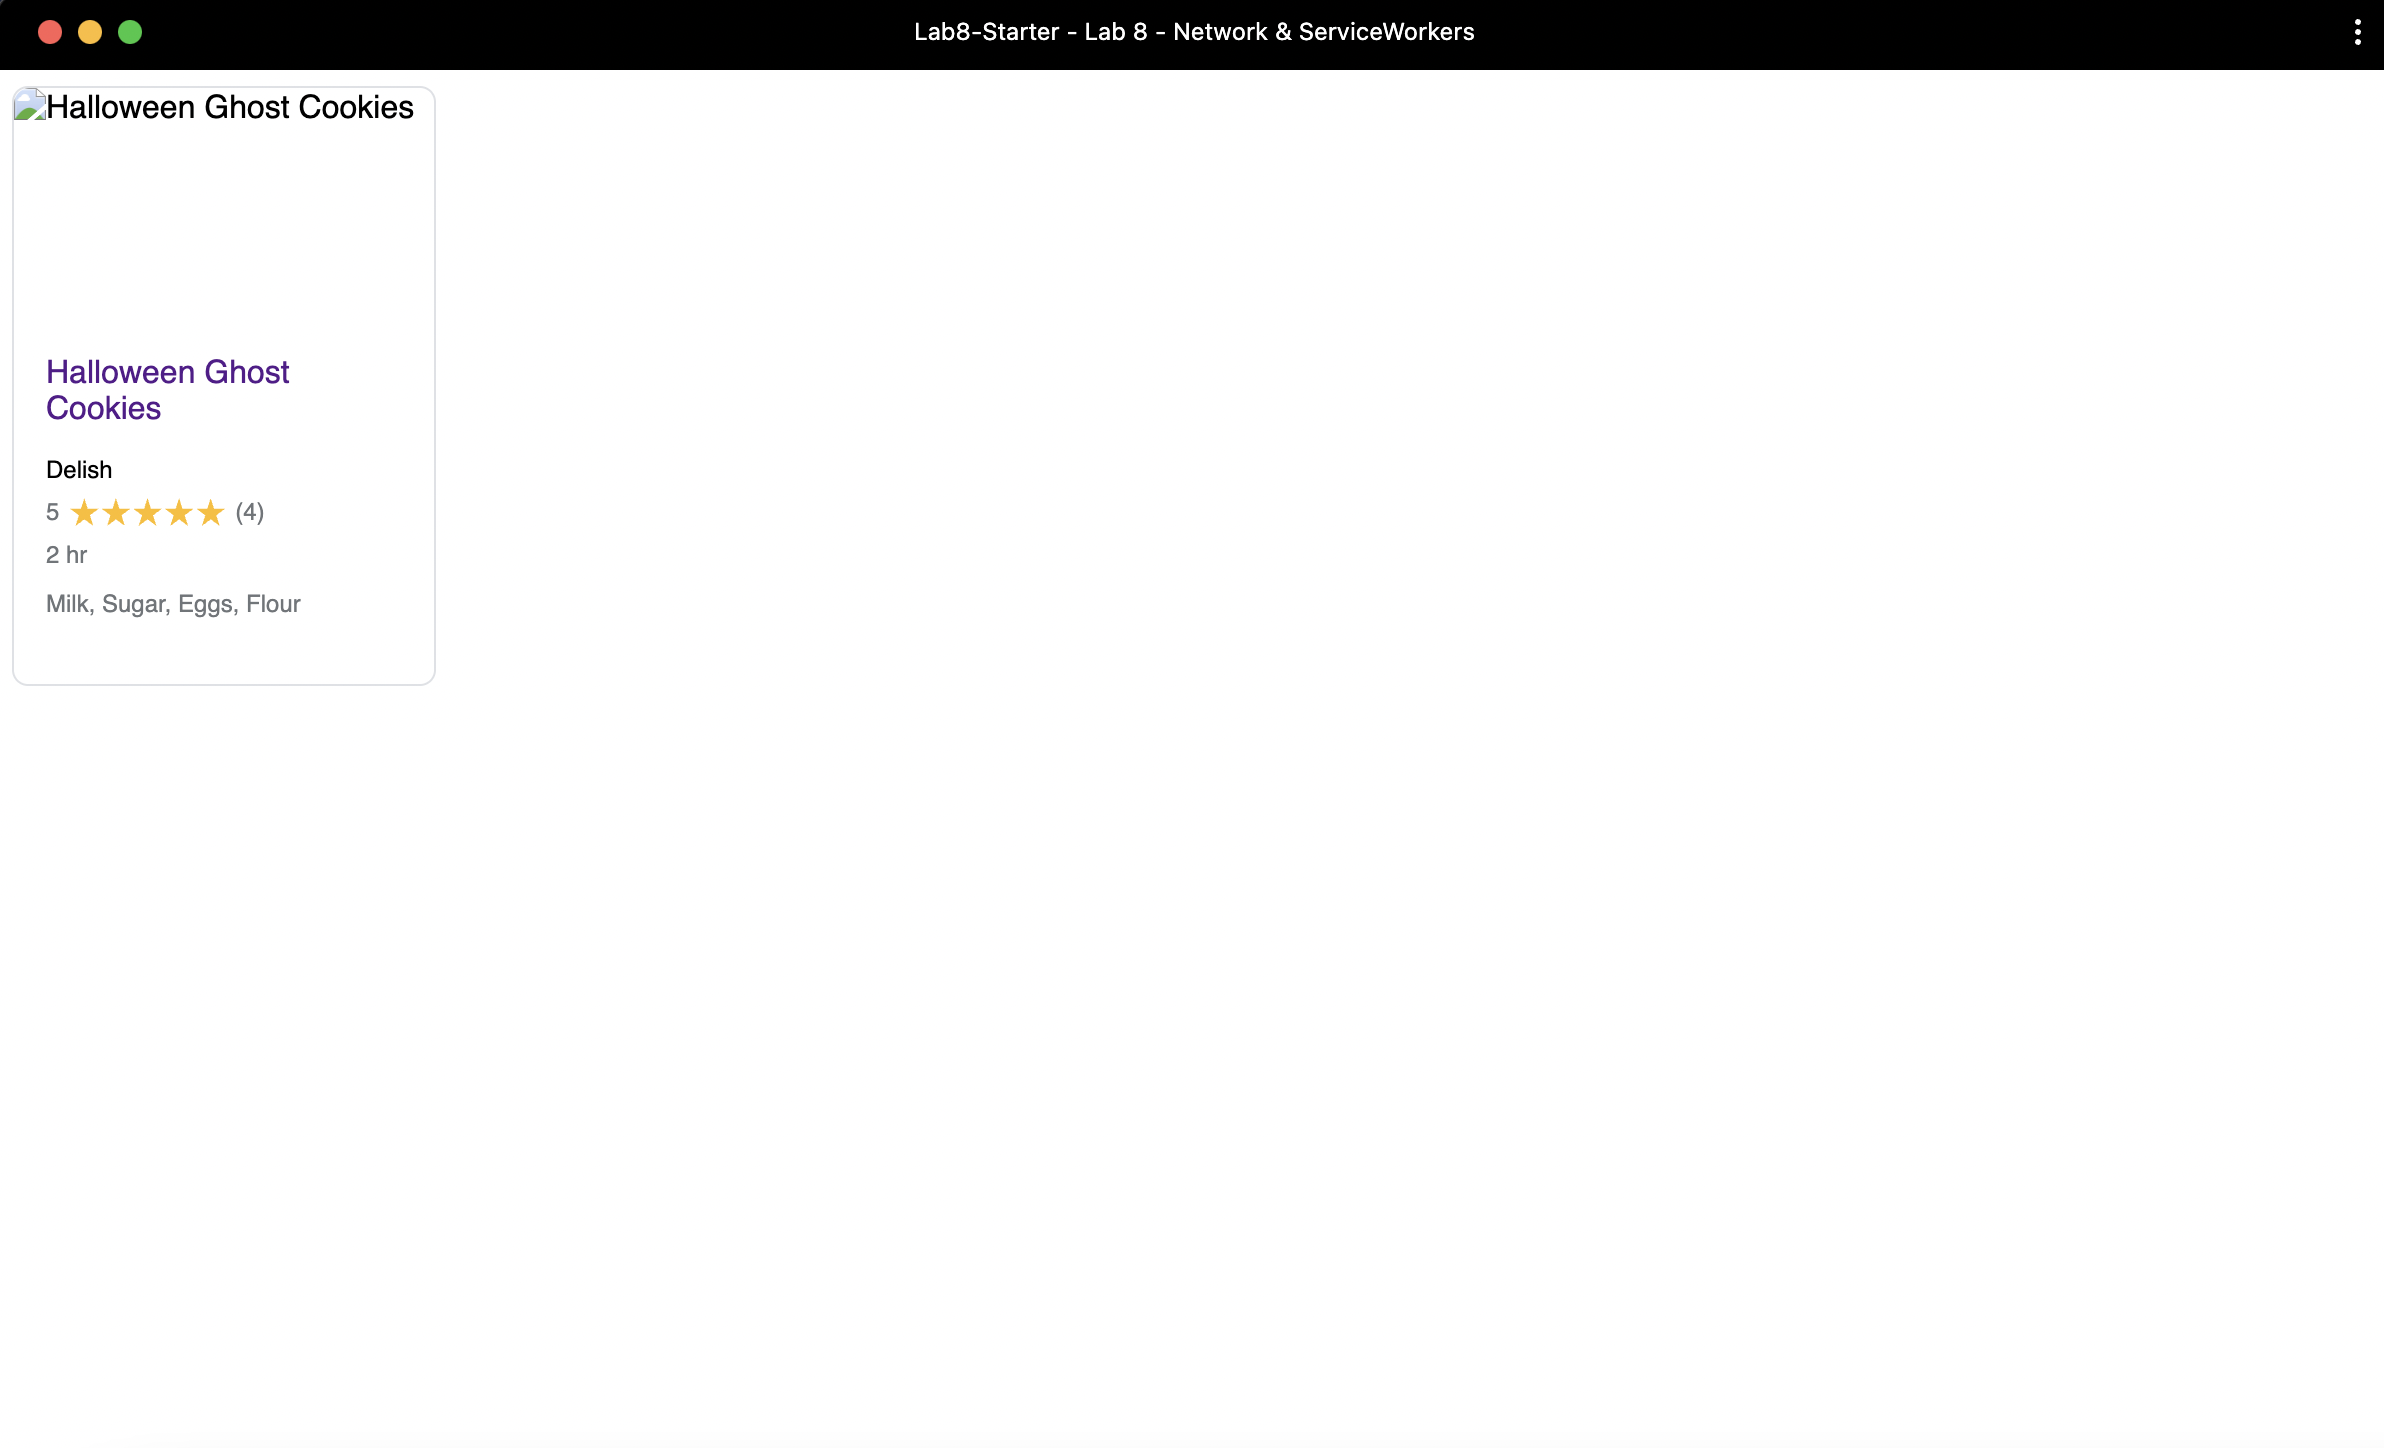 Lab8-Starter - Lab 8 - Network & ServiceWorkers
Halloween Ghost Cookies
Halloween Ghost
Cookies
Delish
5 ★★★★★ (4)
2 hr
Milk, Sugar, Eggs, Flour